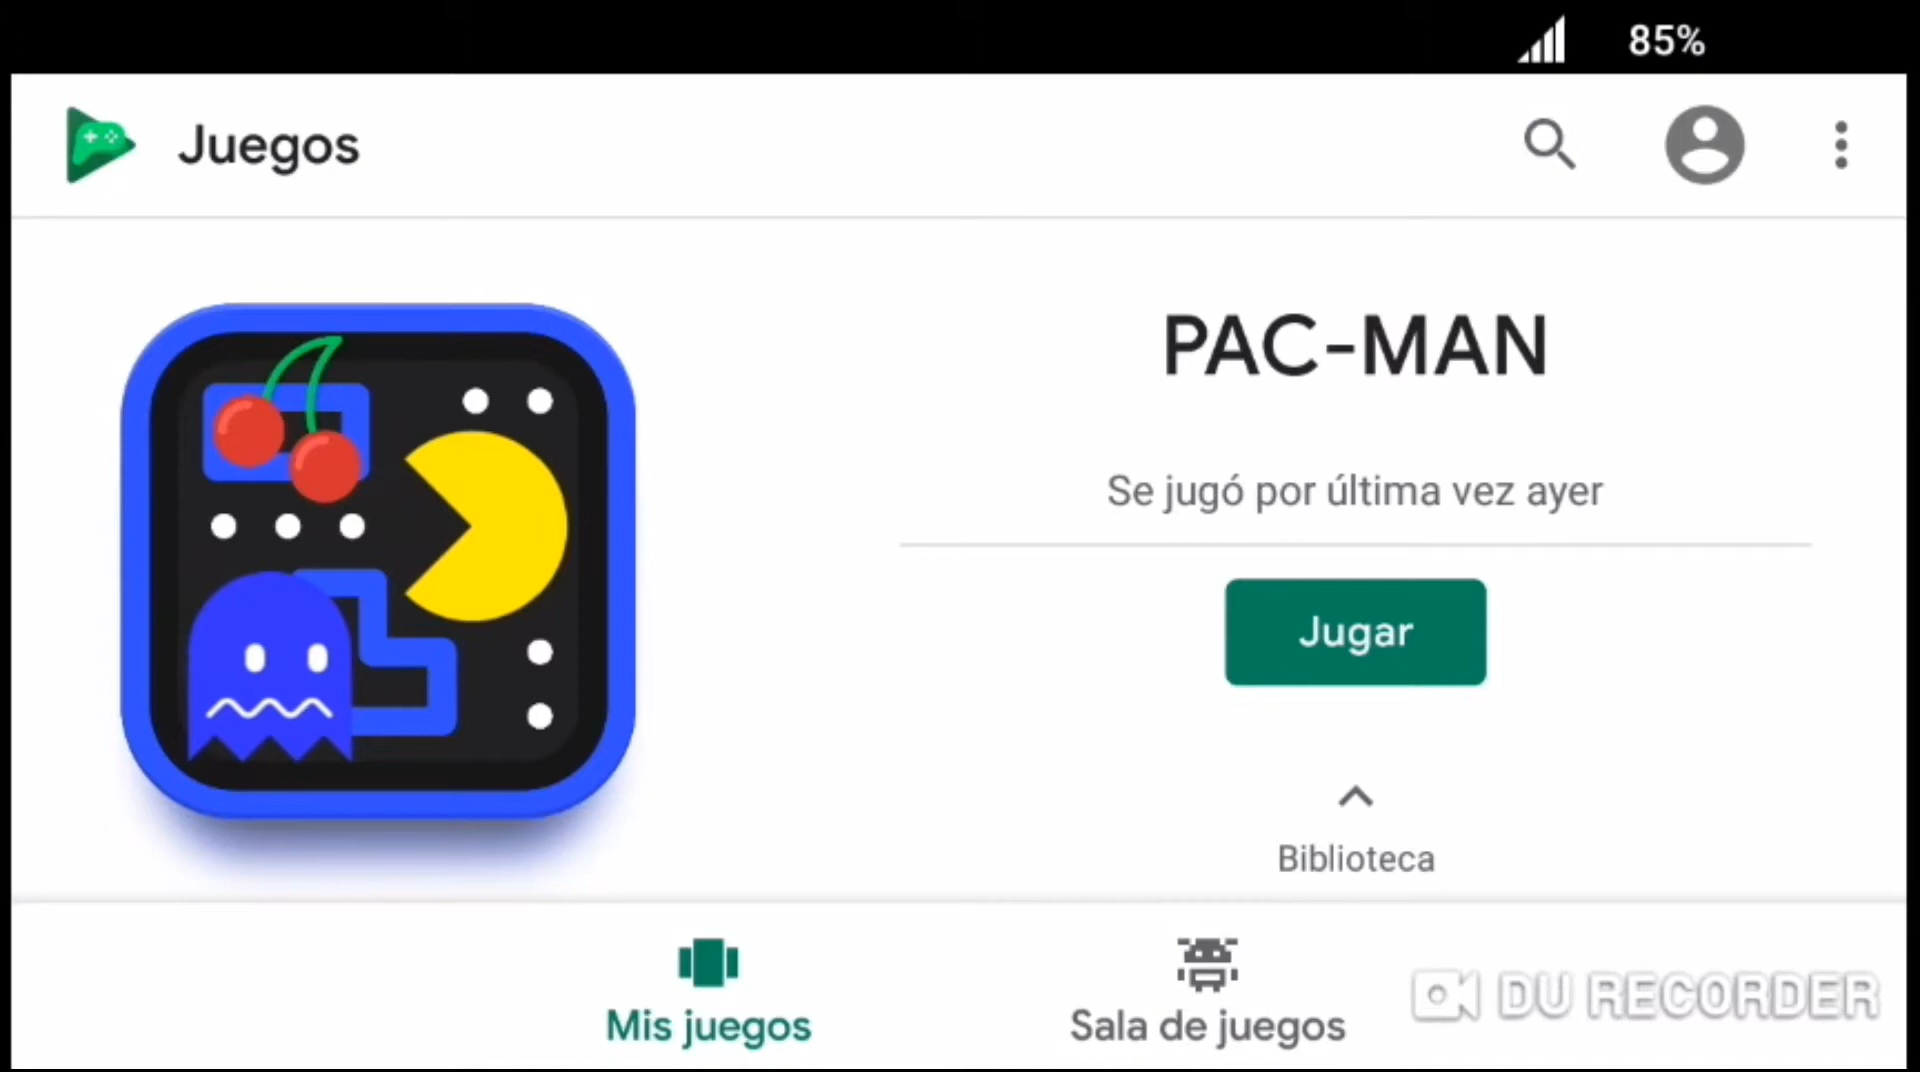 85%
Juegos
PAC-MAN
Se jugó por última vez ayer
Jugar
Biblioteca
Mis juegos
Sala de juegos
DU RECORDER